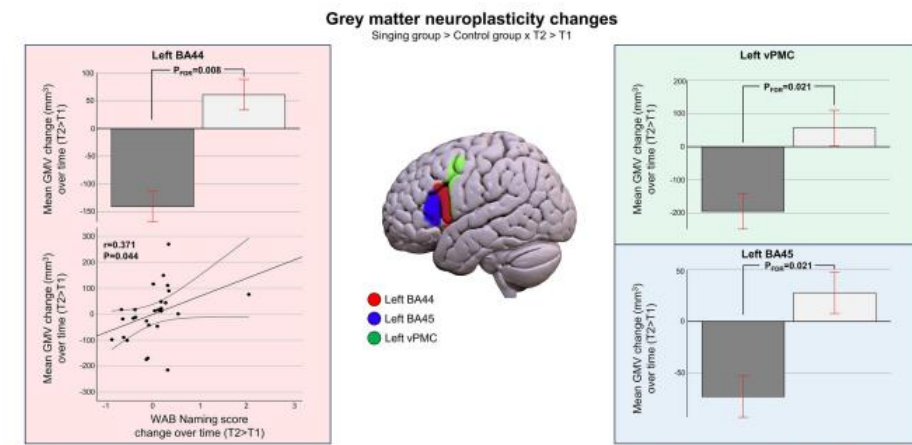 Grey matter neuroplasticity changes
Singing group > Control group x T2 > T1
Left BA44
P_FDR=0.008
Mean GMV change (mm³)
over time (T2>T1)
100
50
0
-50
-100
-150
r=0.371
P=0.044
Mean GMV change (mm³)
over time (T2>T1)
300
200
100
0
-100
-200
-300
-1 0 1 2 3
WAB Naming score
change over time (T2>T1)
Left BA44
Left BA45
Left vPMC
Left vPMC
P_FDR=0.021
Mean GMV change (mm³)
over time (T2>T1)
200
100
0
-100
-200
Left BA45
P_FDR=0.021
Mean GMV change (mm³)
over time (T2>T1)
50
0
-50